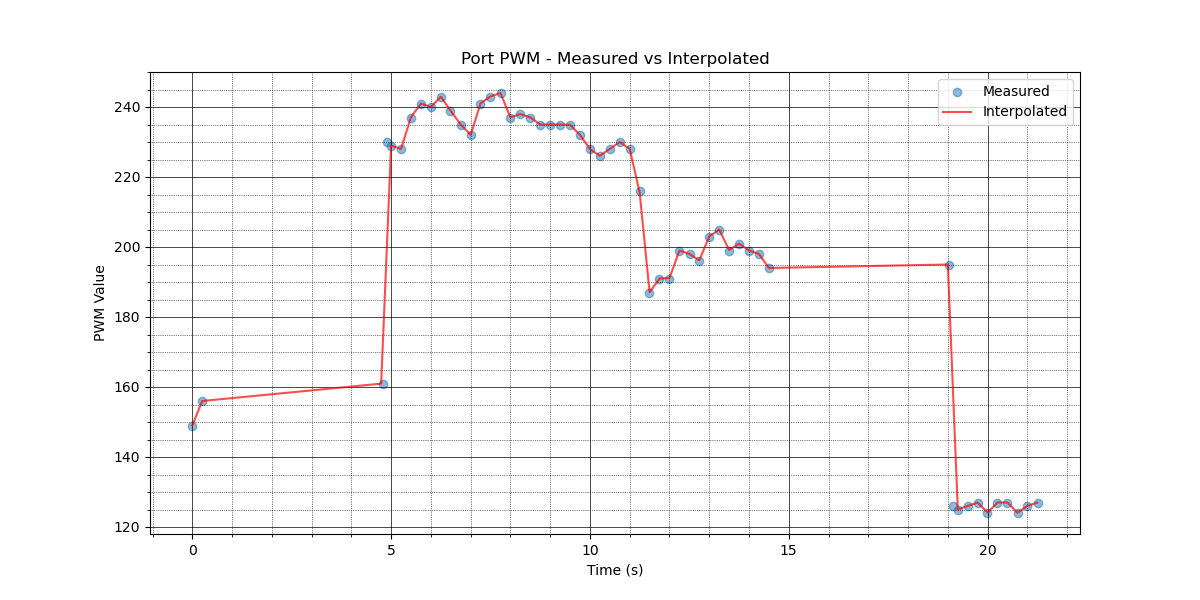 Port PWM - Measured vs Interpolated
Measured
Interpolated
PWM Value
240
220
200
180
160
140
120
0 5 10 15 20
Time (s)